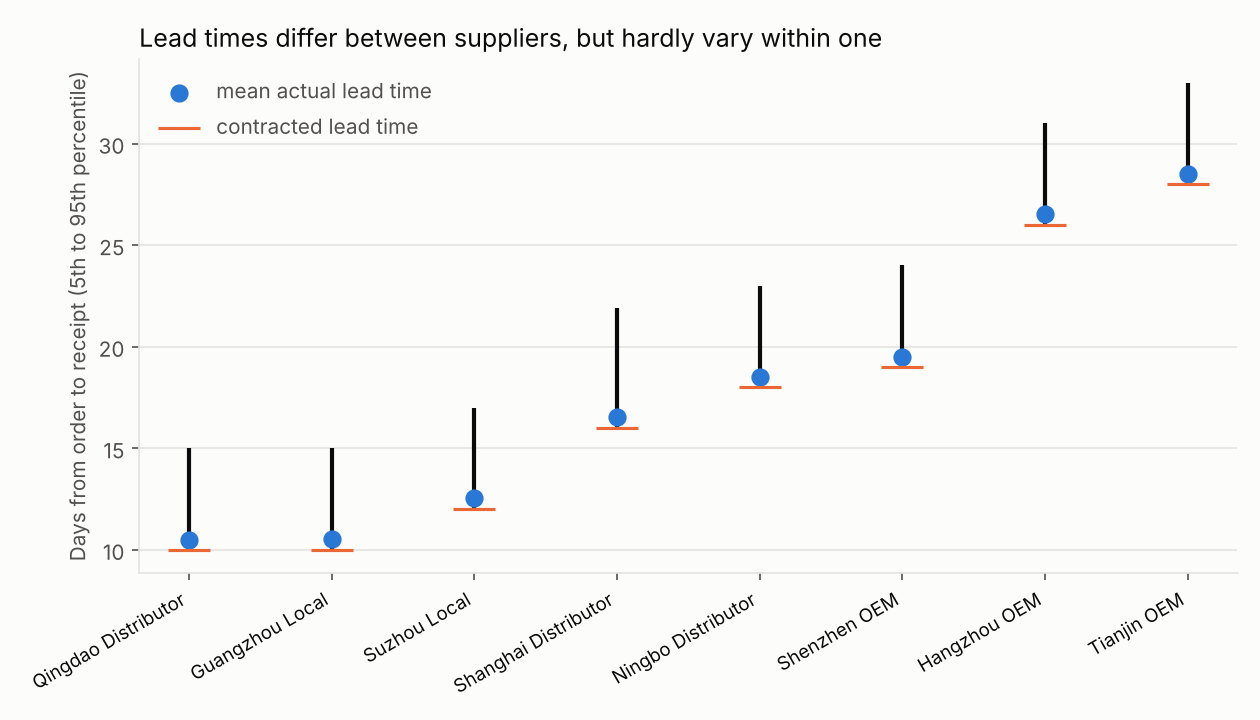 Lead times differ between suppliers, but hardly vary within one
mean actual lead time
contracted lead time
Days from order to receipt (5th to 95th percentile)
30
25
20
15
10
Qingdao Distributor
Guangzhou Local
Suzhou Local
Shanghai Distributor
Ningbo Distributor
Shenzhen OEM
Hangzhou OEM
Tianjin OEM